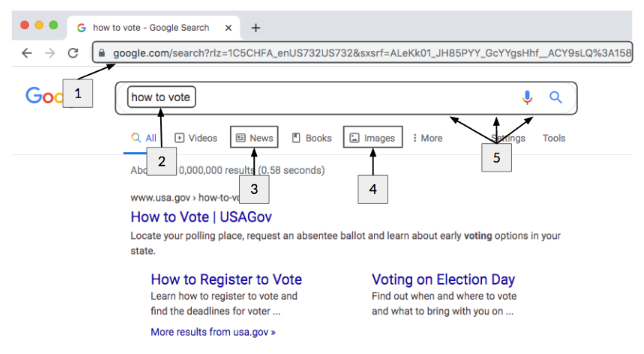 how to vote - Google Search
google.com/search?rlz=1C5CHFA_enUS732US732&sxsrf=ALeKk01_JH85PYY_GcYYgsHhf__ACY9sLQ%3A158
1
how to vote
All Videos News Books Images More Settings Tools
2 3 4 5
0,000,000 results (0.58 seconds)
www.usa.gov › how-to-vo
How to Vote | USAGov
Locate your polling place, request an absentee ballot and learn about early voting options in your
state.
How to Register to Vote
Learn how to register to vote and
find the deadlines for voter ...
Voting on Election Day
Find out when and where to vote
and what to bring with you on ...
More results from usa.gov »